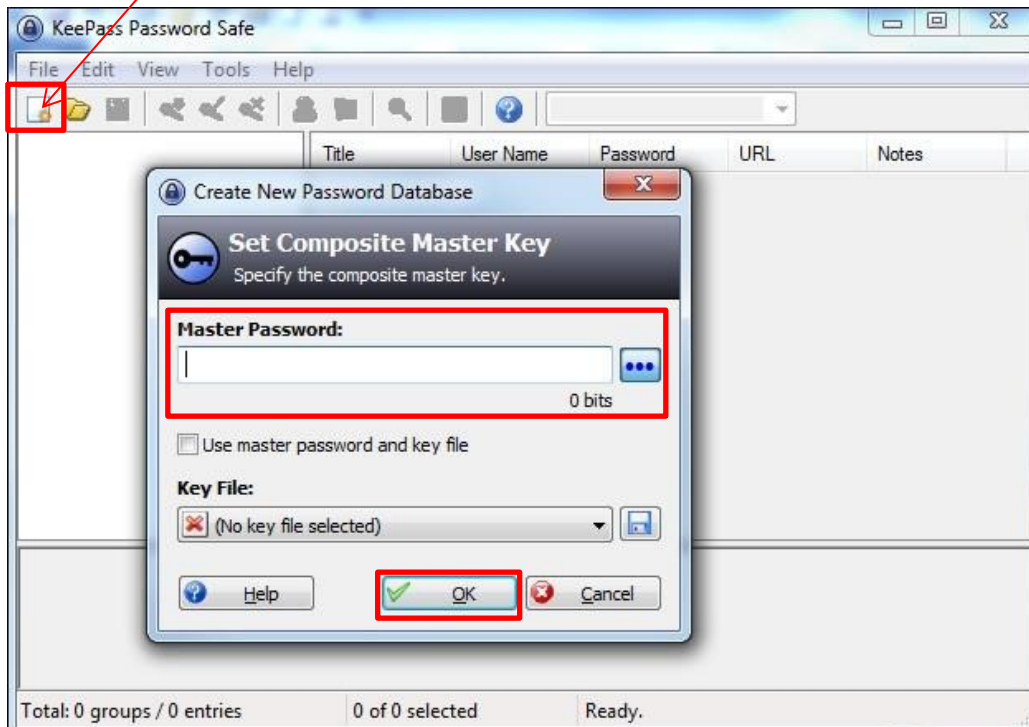 KeePass Password Safe
File Edit View Tools Help
Title User Name Password URL Notes
Create New Password Database
Set Composite Master Key
Specify the composite master key.
Master Password:
0 bits
Use master password and key file
Key File:
(No key file selected)
Help OK Cancel
Total: 0 groups / 0 entries 0 of 0 selected Ready.